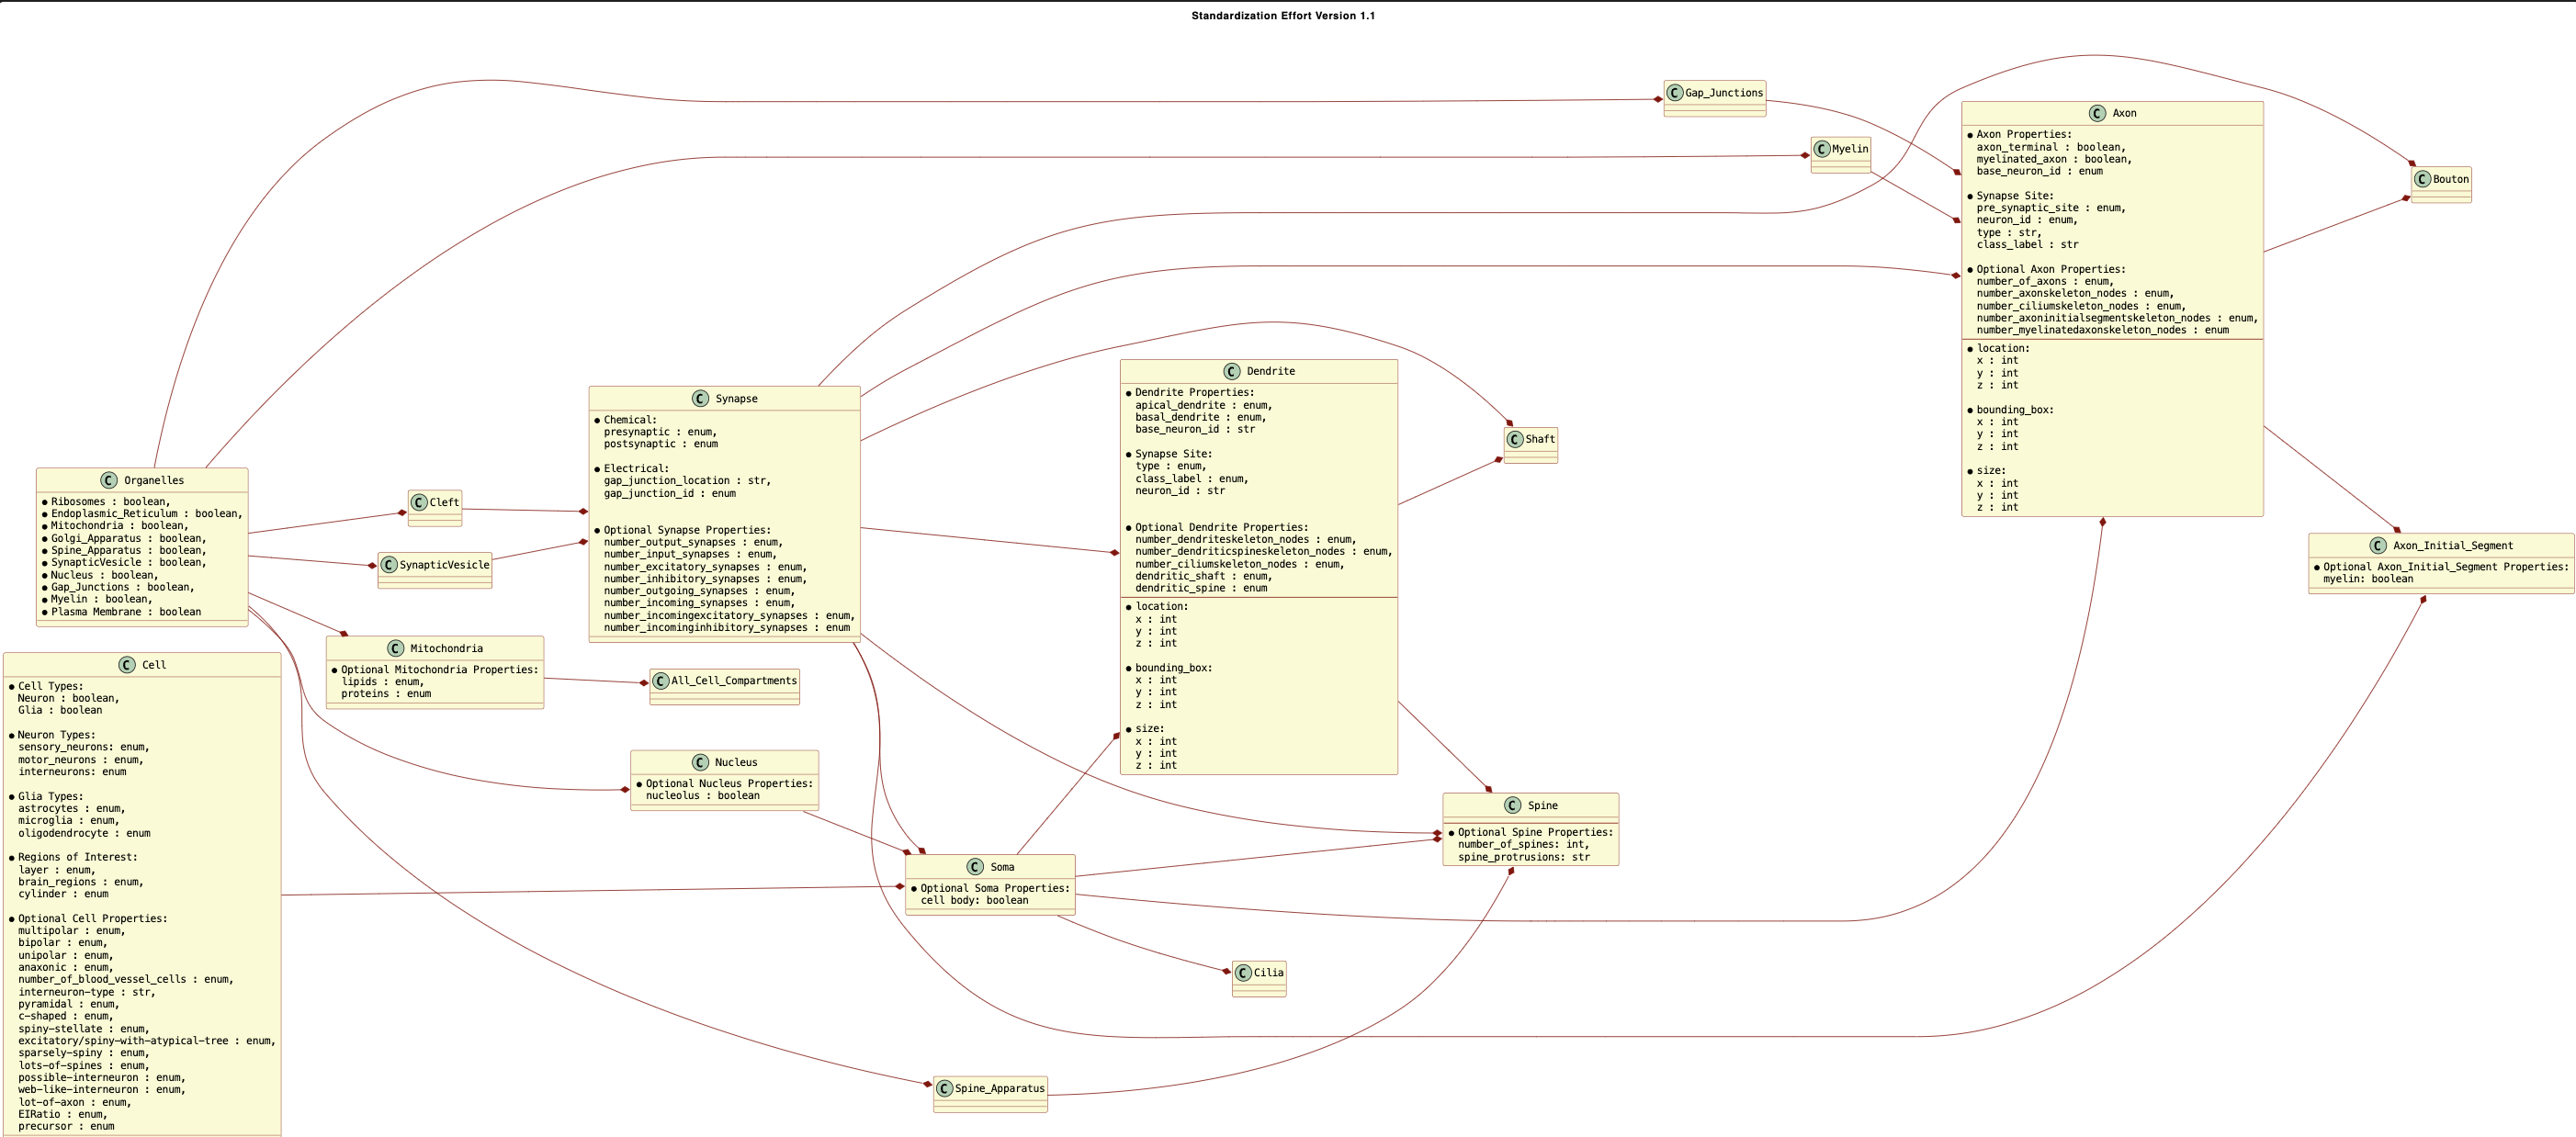 Standardization Effort Version 1.1
C Gap_Junctions
C Myelin
C Axon
Axon Properties:
axon_terminal : boolean,
myelinated_axon : boolean,
base_neuron_id : enum
Synapse Site:
pre_synaptic_site : enum,
neuron_id : enum,
type : str,
class_label : str
Optional Axon Properties:
number_of_axons : enum,
number_axonskeleton_nodes : enum,
number_ciliumskeleton_nodes : enum,
number_axoninitialsegmentskeleton_nodes : enum,
number_myelinatedaxonskeleton_nodes : enum
location:
x : int
y : int
z : int
bounding_box:
x : int
y : int
z : int
size:
x : int
y : int
z : int
C Bouton
C Dendrite
Dendrite Properties:
apical_dendrite : enum,
basal_dendrite : enum,
base_neuron_id : str
Synapse Site:
type : enum,
class_label : enum,
neuron_id : str
Optional Dendrite Properties:
number_dendriteskeleton_nodes : enum,
number_dendriticspineskeleton_nodes : enum,
number_ciliumskeleton_nodes : enum,
dendritic_shaft : enum,
dendritic_spine : enum
location:
x : int
y : int
z : int
bounding_box:
x : int
y : int
z : int
size:
x : int
y : int
z : int
C Synapse
Chemical:
presynaptic : enum,
postsynaptic : enum
Electrical:
gap_junction_location : str,
gap_junction_id : enum
Optional Synapse Properties:
number_output_synapses : enum,
number_input_synapses : enum,
number_excitatory_synapses : enum,
number_inhibitory_synapses : enum,
number_outgoing_synapses : enum,
number_incoming_synapses : enum,
number_incomingexcitatory_synapses : enum,
number_incominginhibitory_synapses : enum
C Shaft
C Organelles
Ribosomes : boolean,
Endoplasmic_Reticulum : boolean,
Mitochondria : boolean,
Golgi_Apparatus : boolean,
Spine_Apparatus : boolean,
SynapticVesicle : boolean,
Nucleus : boolean,
Gap_Junctions : boolean,
Myelin : boolean,
Plasma Membrane : boolean
C Cleft
C SynapticVesicle
C Axon_Initial_Segment
Optional Axon_Initial_Segment Properties:
myelin: boolean
C Mitochondria
Optional Mitochondria Properties:
lipids : enum,
proteins : enum
C All_Cell_Compartments
C Cell
Cell Types:
Neuron : boolean,
Glia : boolean
Neuron Types:
sensory_neurons: enum,
motor_neurons : enum,
interneurons: enum
Glia Types:
astrocytes : enum,
microglia : enum,
oligodendrocyte : enum
Regions of Interest:
layer : enum,
brain_regions : enum,
cylinder : enum
Optional Cell Properties:
multipolar : enum,
bipolar : enum,
unipolar : enum,
anaxonic : enum,
number_of_blood_vessel_cells : enum,
interneuron-type : str,
pyramidal : enum,
c-shaped : enum,
spiny-stellate : enum,
excitatory/spiny-with-atypical-tree : enum,
sparsely-spiny : enum,
lots-of-spines : enum,
possible-interneuron : enum,
web-like-interneuron : enum,
lot-of-axon : enum,
EIRatio : enum,
precursor : enum
C Nucleus
Optional Nucleus Properties:
nucleolus : boolean
C Spine
Optional Spine Properties:
number_of_spines: int,
spine_protrusions: str
C Soma
Optional Soma Properties:
cell body: boolean
C Cilia
C Spine_Apparatus